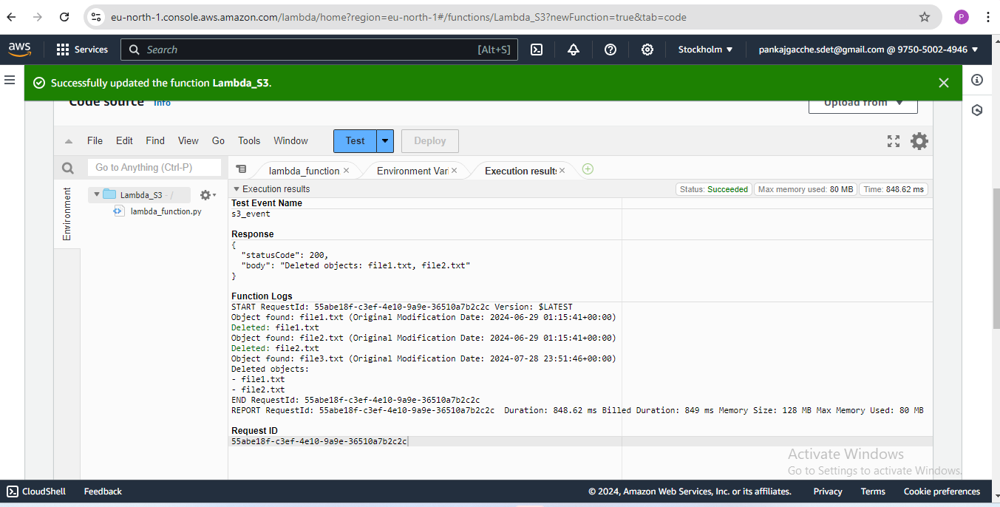 eu-north-1.console.aws.amazon.com/lambda/home?region=eu-north-1#/functions/Lambda_S3?newFunction=true&tab=code
P
aws
Services
Search
[Alt+S]
Stockholm
pankajgacche.sdet@gmail.com @ 9750-5002-4946
Successfully updated the function Lambda_S3.
Code source Info
Upload from
File Edit Find View Go Tools Window
Test
Deploy
Go to Anything (Ctrl-P)
lambda_function
Environment Vari
Execution results
Environment
Lambda_S3 - /
lambda_function.py
Execution results
Status: Succeeded
Max memory used: 80 MB
Time: 848.62 ms
Test Event Name
s3_event
Response
{
"statusCode": 200,
"body": "Deleted objects: file1.txt, file2.txt"
}
Function Logs
START RequestId: 55abe18f-c3ef-4e10-9a9e-36510a7b2c2c Version: $LATEST
Object found: file1.txt (Original Modification Date: 2024-06-29 01:15:41+00:00)
Deleted: file1.txt
Object found: file2.txt (Original Modification Date: 2024-06-29 01:15:41+00:00)
Deleted: file2.txt
Object found: file3.txt (Original Modification Date: 2024-07-28 23:51:46+00:00)
Deleted objects:
- file1.txt
- file2.txt
END RequestId: 55abe18f-c3ef-4e10-9a9e-36510a7b2c2c
REPORT RequestId: 55abe18f-c3ef-4e10-9a9e-36510a7b2c2c Duration: 848.62 ms Billed Duration: 849 ms Memory Size: 128 MB Max Memory Used: 80 MB
Request ID
55abe18f-c3ef-4e10-9a9e-36510a7b2c2c
Activate Windows
Go to Settings to activate Windows.
CloudShell
Feedback
© 2024, Amazon Web Services, Inc. or its affiliates.
Privacy
Terms
Cookie preferences